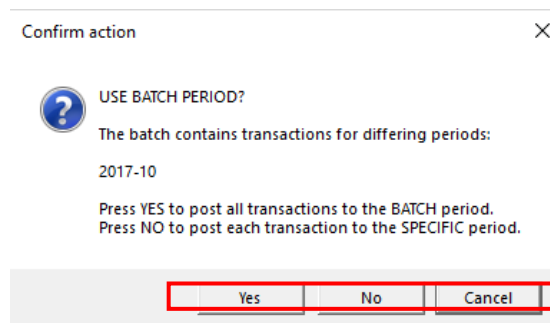 Confirm action
USE BATCH PERIOD?
The batch contains transactions for differing periods:
2017-10
Press YES to post all transactions to the BATCH period.
Press NO to post each transaction to the SPECIFIC period.
Yes No Cancel